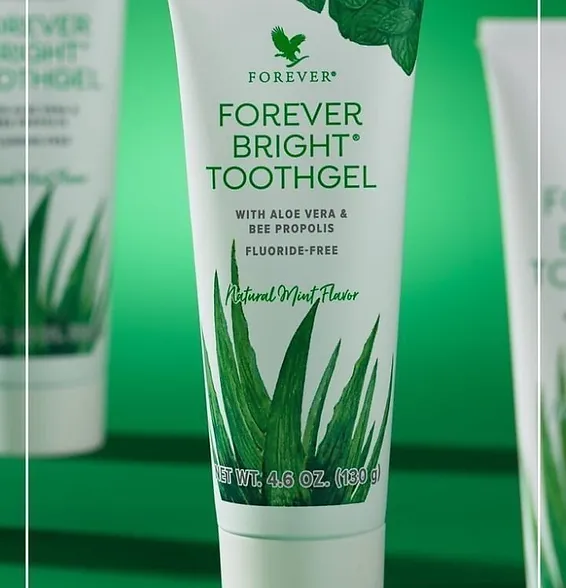 FOREVER®
FOREVER
BRIGHT®
TOOTHGEL
WITH ALOE VERA &
BEE PROPOLIS
FLUORIDE-FREE
Natural Mint Flavor
NET WT. 4.6 OZ. (130 g)